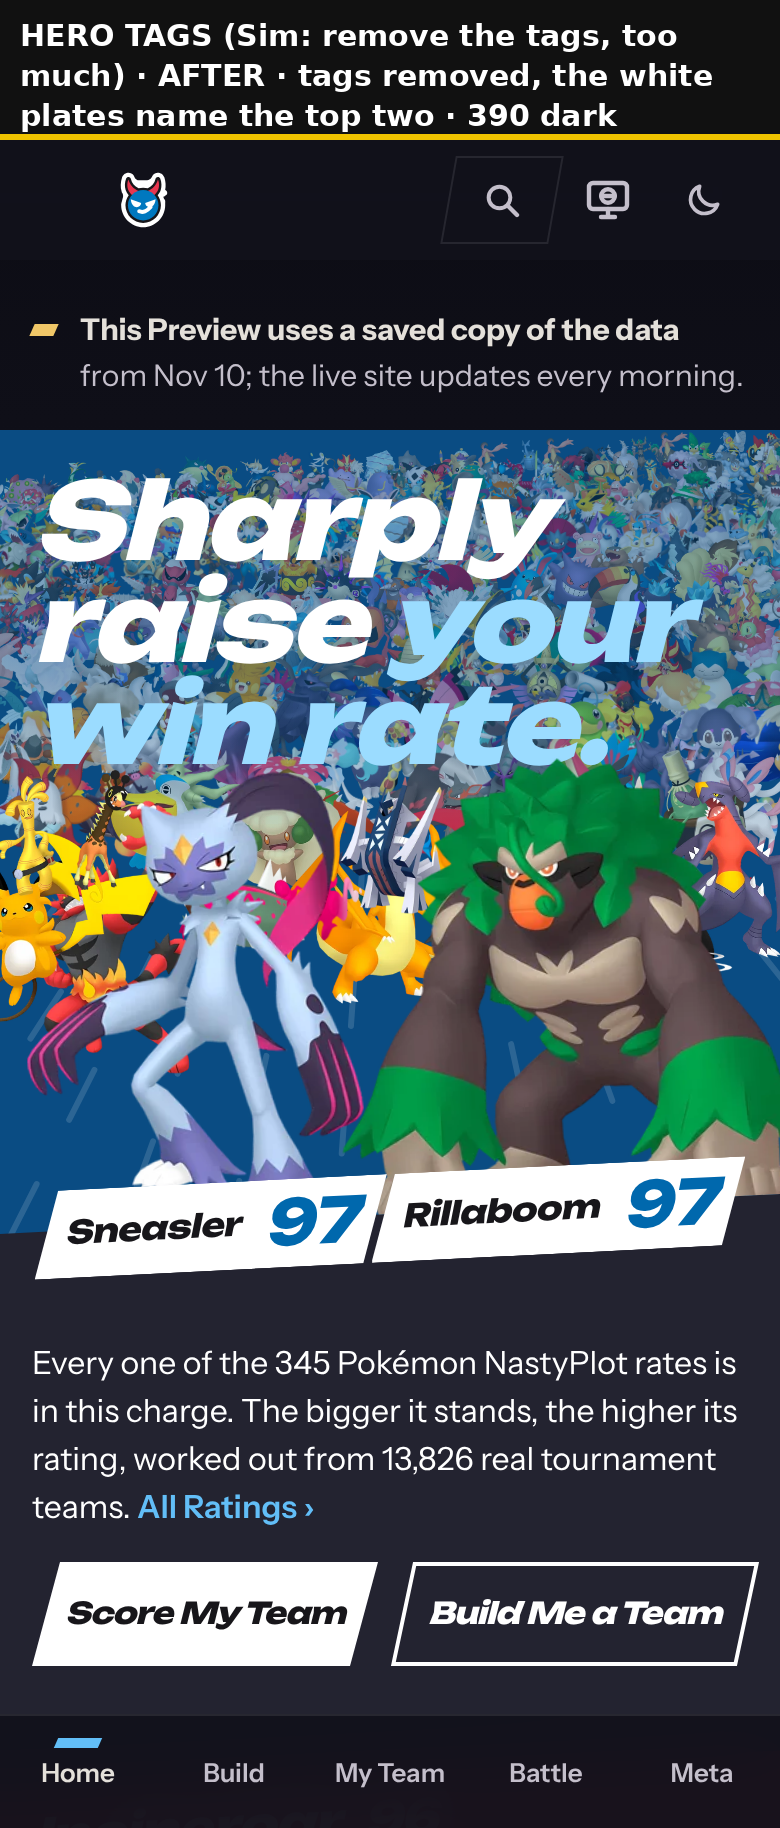 HERO TAGS (Sim: remove the tags, too
much) · AFTER · tags removed, the white
plates name the top two · 390 dark
This Preview uses a saved copy of the data
from Nov 10; the live site updates every morning.
Sharply
raise your
win rate.
Sneasler 97
Rillaboom 97
Every one of the 345 Pokémon NastyPlot rates is
in this charge. The bigger it stands, the higher its
rating, worked out from 13,826 real tournament
teams. All Ratings ›
Score My Team
Build Me a Team
Home
Build
My Team
Battle
Meta